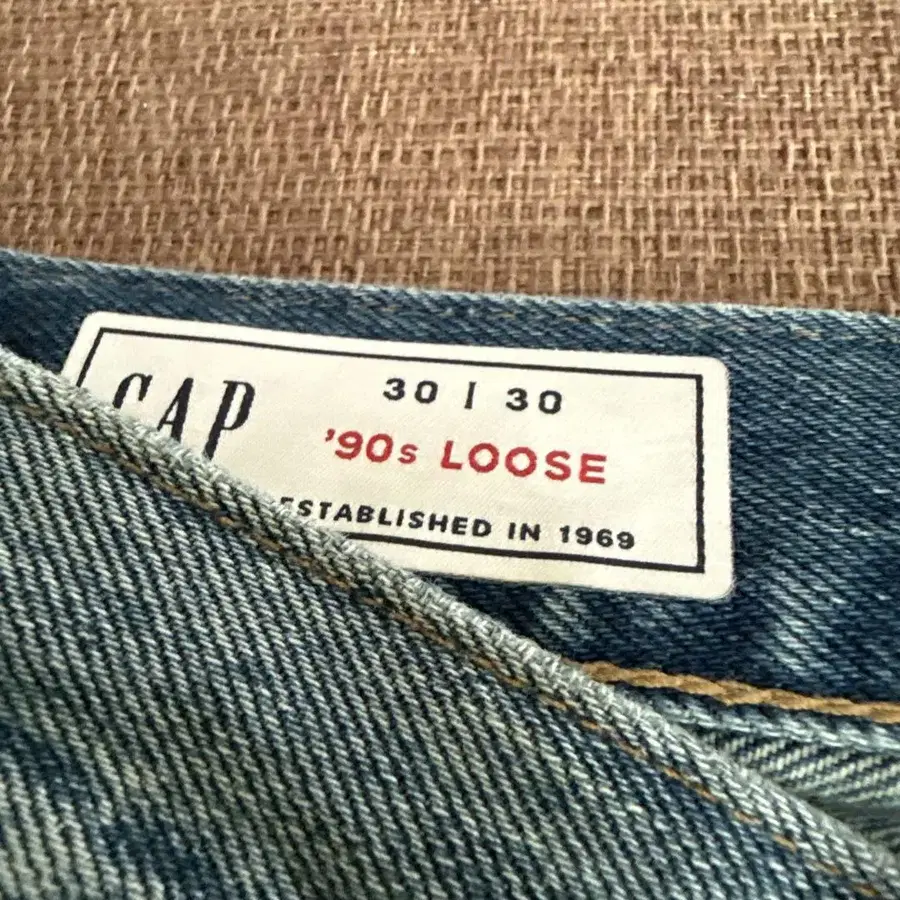 GAP
30 | 30
'90s LOOSE
ESTABLISHED IN 1969